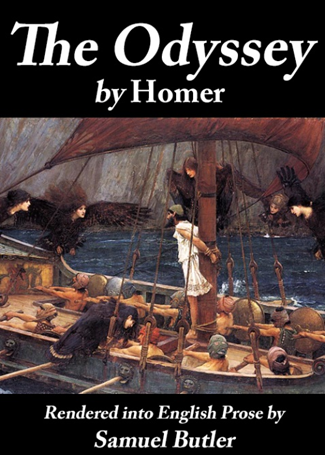 The Odyssey
by Homer
Rendered into English Prose by
Samuel Butler